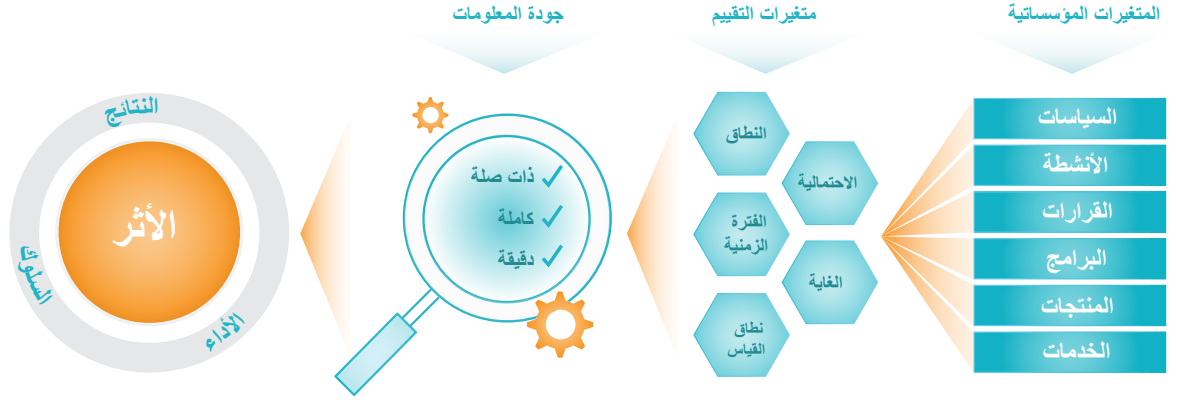 المتغيرات المؤسساتية
السياسات
الأنشطة
القرارات
البرامج
المنتجات
الخدمات
متغيرات التقييم
النطاق
الاحتمالية
الفترة
الزمنية
الغاية
نطاق
القياس
جودة المعلومات
ذات صلة
كاملة
دقيقة
النتائج
السلوك
الأداء
الأثر